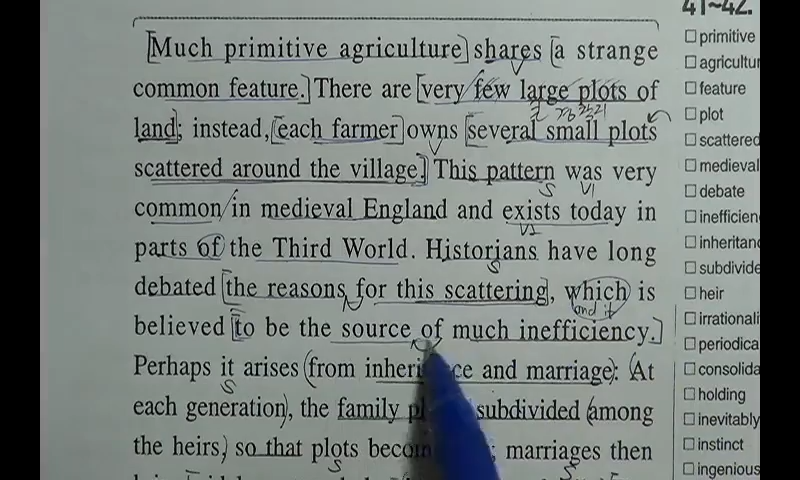 41~42.
Much primitive agriculture shares a strange
common feature. There are very few large plots of
land; instead, each farmer owns several small plots
scattered around the village. This pattern was very
common in medieval England and exists today in
parts of the Third World. Historians have long
debated the reasons for this scattering, which is
and it
believed to be the source of much inefficiency.
Perhaps it arises from inheri ce and marriage: At
each generation, the family subdivided among
the heirs, so that plots marriages then
primitive
agricultur
feature
plot
scattered
medieval
debate
inefficien
inheritanc
subdivide
heir
irrationali
periodica
consolida
holding
inevitably
instinct
ingenious